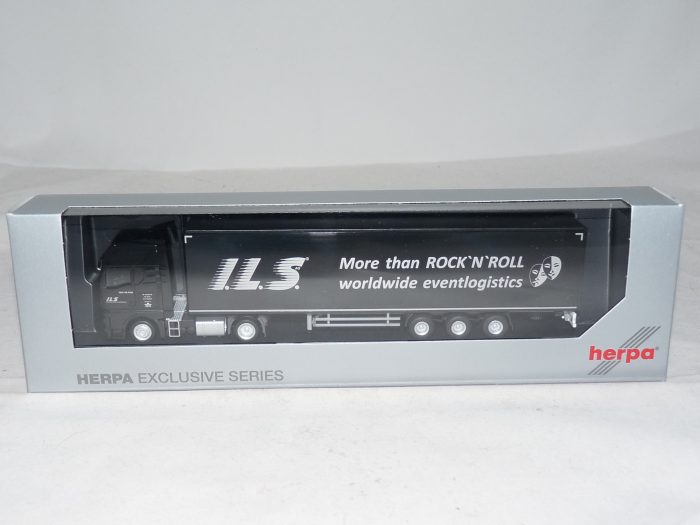 I.L.S.
More than ROCK`N`ROLL
worldwide eventlogistics
I.L.S
HERPA EXCLUSIVE SERIES
herpa